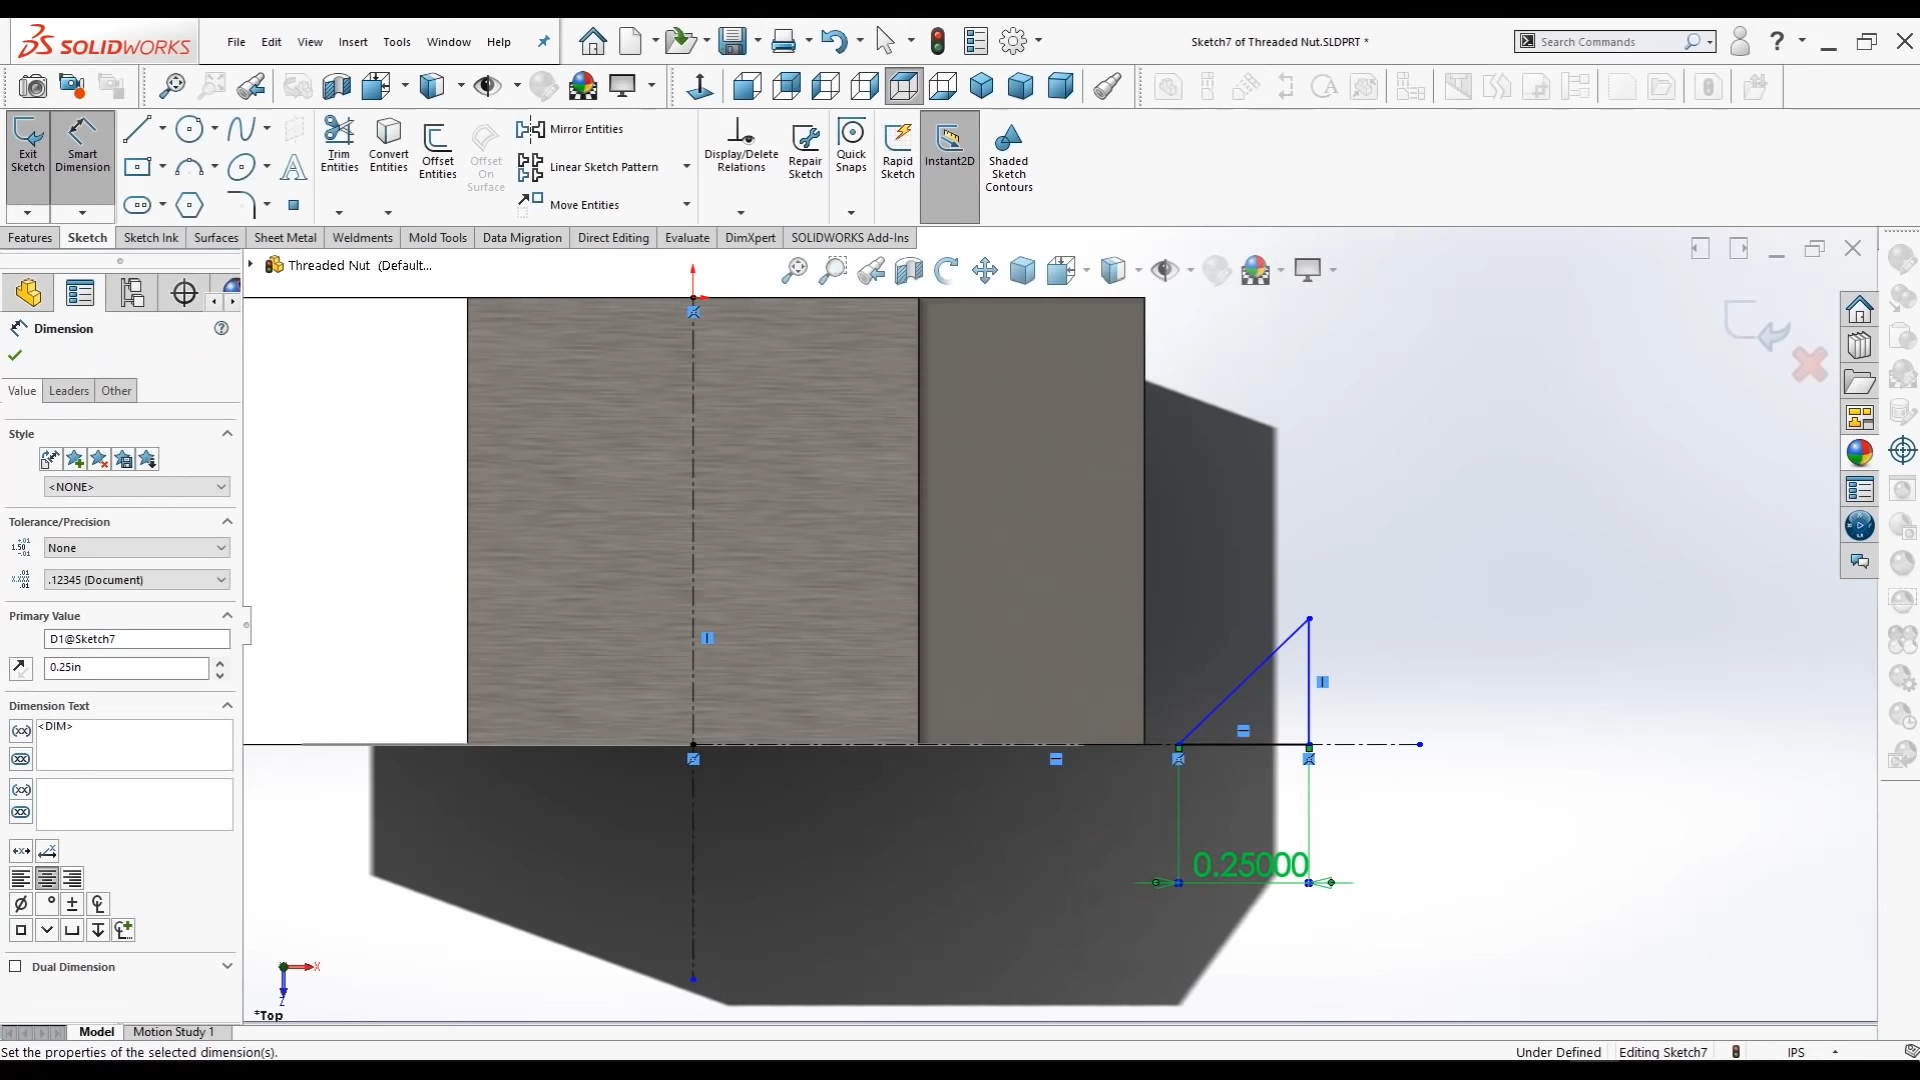 SOLIDWORKS
File Edit View Insert Tools Window Help
Sketch7 of Threaded Nut.SLDPRT *
Search Commands
Exit Sketch
Smart Dimension
Trim Entities
Convert Entities
Offset Entities
Offset On Surface
Mirror Entities
Linear Sketch Pattern
Move Entities
Display/Delete Relations
Repair Sketch
Quick Snaps
Rapid Sketch
Instant2D
Shaded Sketch Contours
Features Sketch Sketch Ink Surfaces Sheet Metal Weldments Mold Tools Data Migration Direct Editing Evaluate DimXpert SOLIDWORKS Add-Ins
Threaded Nut (Default...
Dimension
Value Leaders Other
Style
<NONE>
Tolerance/Precision
None
.12345 (Document)
Primary Value
D1@Sketch7
0.25in
Dimension Text
<DIM>
Dual Dimension
0.25000
X
Z
*Top
Model Motion Study 1
Set the properties of the selected dimension(s).
Under Defined Editing Sketch7 IPS